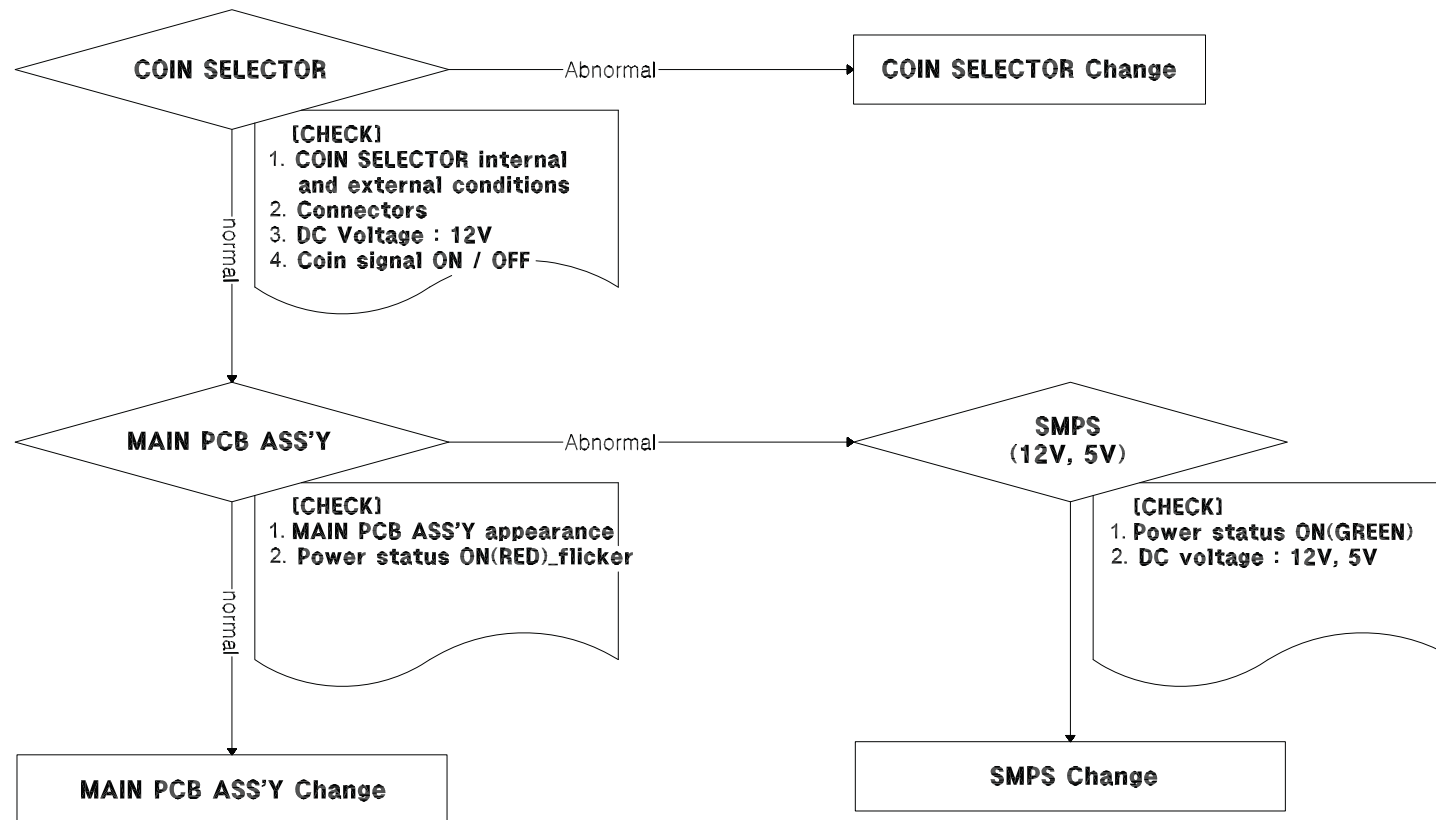 COIN SELECTOR
Abnormal
COIN SELECTOR Change
[CHECK]
1. COIN SELECTOR internal
and external conditions
2. Connectors
3. DC Voltage : 12V
4. Coin signal ON / OFF
normal
MAIN PCB ASS'Y
Abnormal
SMPS
(12V, 5V)
[CHECK]
1. MAIN PCB ASS'Y appearance
2. Power status ON(RED)_flicker
[CHECK]
1. Power status ON(GREEN)
2. DC voltage : 12V, 5V
normal
MAIN PCB ASS'Y Change
SMPS Change